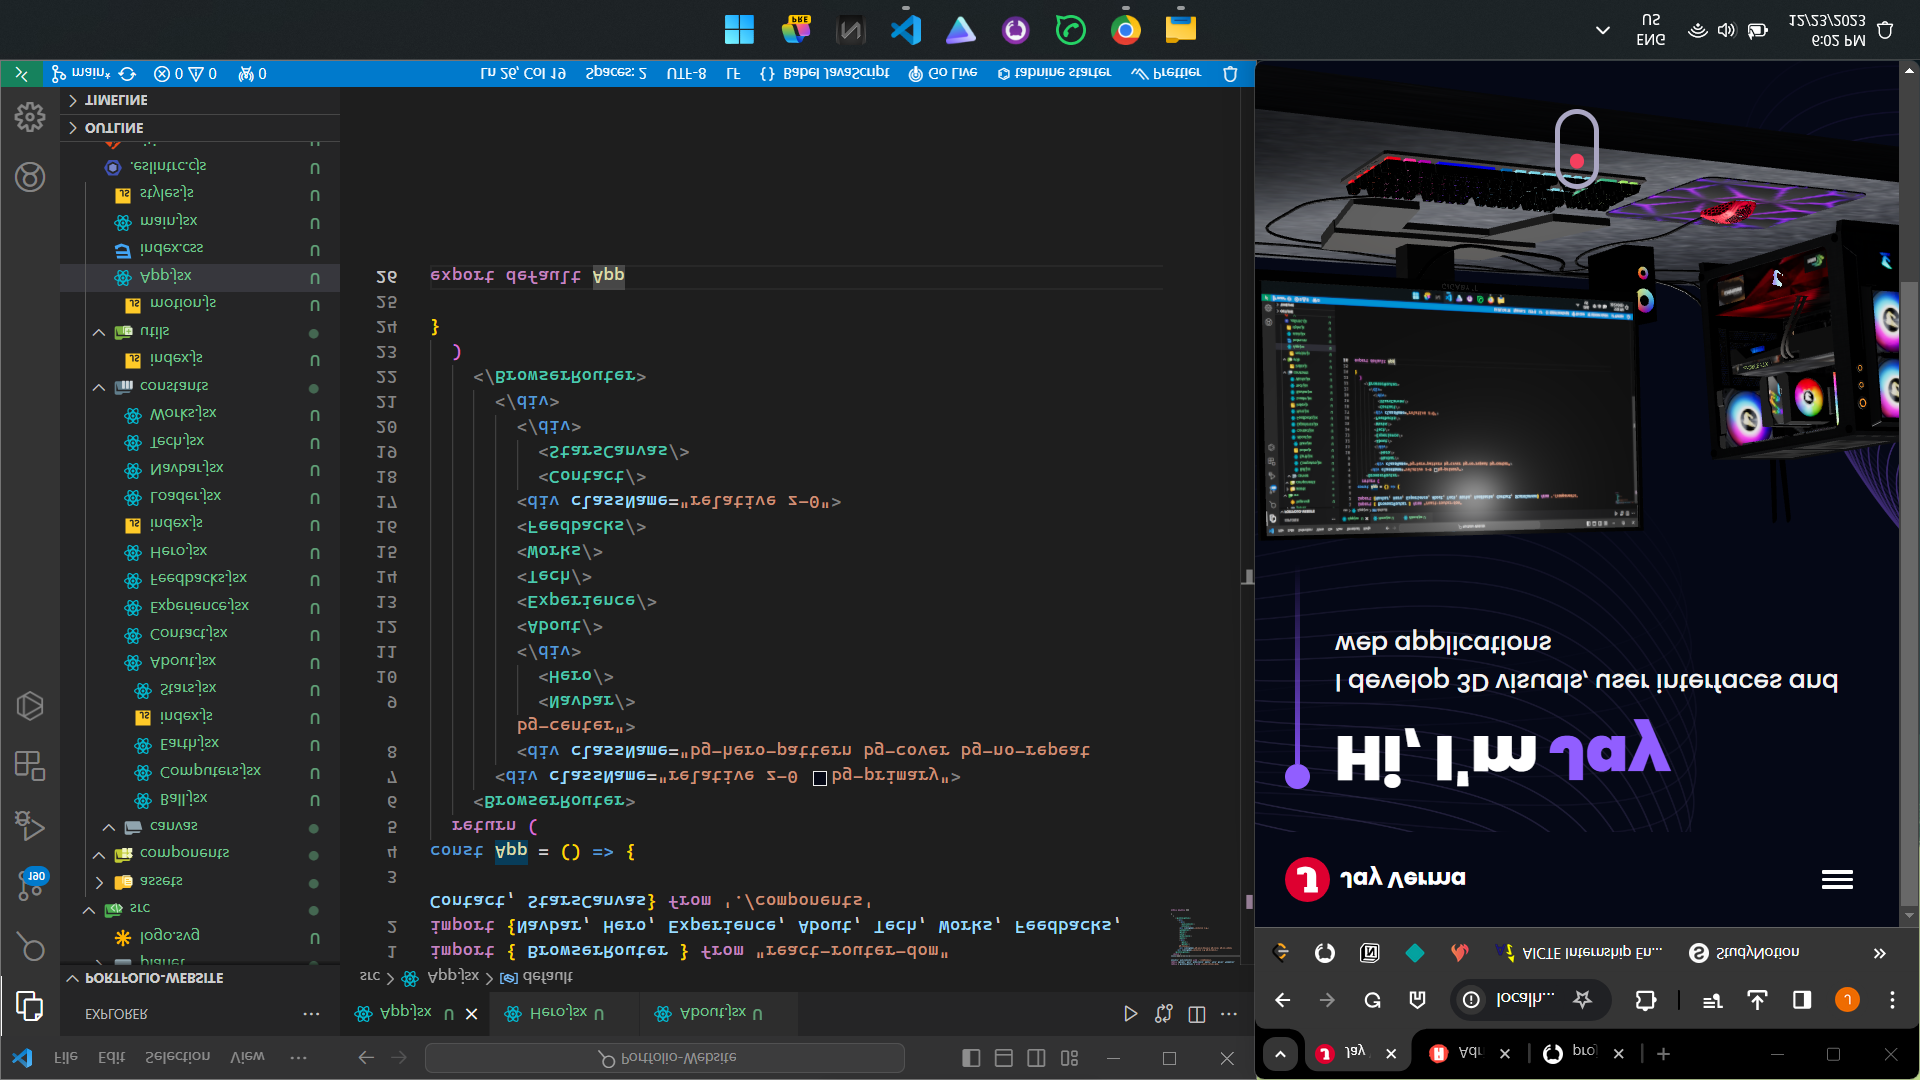 File Edit Selection View ...
Portfolio-Website
EXPLORER
PORTFOLIO-WEBSITE
planet
logo.svg
src
assets
components
canvas
Ball.jsx
Computers.jsx
Earth.jsx
index.js
Stars.jsx
About.jsx
Contact.jsx
Experience.jsx
Feedbacks.jsx
Hero.jsx
index.js
Loader.jsx
Navbar.jsx
Tech.jsx
Works.jsx
constants
index.js
utils
motion.js
App.jsx
index.css
main.jsx
styles.js
.eslintrc.cjs
OUTLINE
TIMELINE
190
App.jsx U
Hero.jsx U
About.jsx U
src > App.jsx > default
1 import { BrowserRouter } from "react-router-dom"
2 import {Navbar, Hero, Experience, About, Tech, Works, Feedbacks,
Contact, StarsCanvas} from './components'
3
4 const App = () => {
5 return (
6 <BrowserRouter>
7 <div className="relative z-0 bg-primary">
8 <div className="bg-hero-pattern bg-cover bg-no-repeat
bg-center">
9 <Navbar/>
10 <Hero/>
11 </div>
12 <About/>
13 <Experience/>
14 <Tech/>
15 <Works/>
16 <Feedbacks/>
17 <div className="relative z-0">
18 <Contact/>
19 <StarsCanvas/>
20 </div>
21 </div>
22 </BrowserRouter>
23 )
24 }
25
26 export default App
main* 0 0 0
Ln 26, Col 19 Spaces: 2 UTF-8 LF {} Babel JavaScript Go Live tabnine starter Prettier
Jay
Adr
proj
localh...
J
AICTE Internship En...
StudyNotion
Jay Verma
Hi, I'm Jay
I develop 3D visuals, user interfaces and
web applications
PRE
ENG
US
6:02 PM
12/23/2023